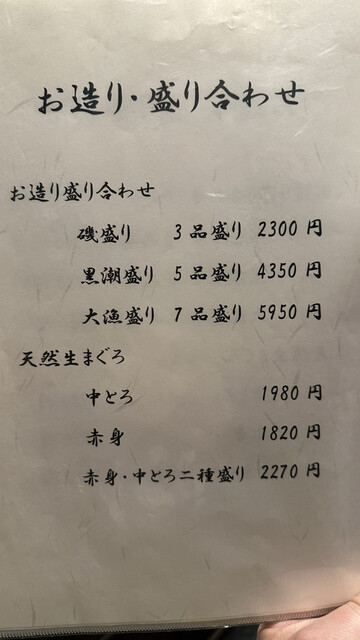 お造り・盛り合わせ
お造り盛り合わせ
磯盛り 3品盛り 2300円
黒潮盛り 5品盛り 4350円
大漁盛り 7品盛り 5950円
天然生まぐろ
中とろ 1980円
赤身 1820円
赤身・中とろ二種盛り 2270円